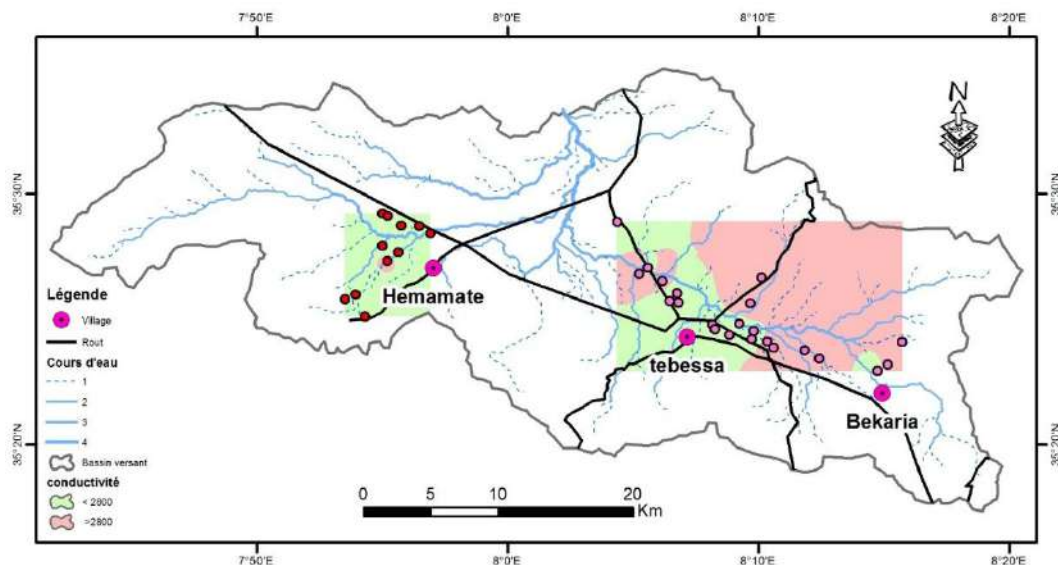 7°50'E 8°0'E 8°10'E 8°20'E
N
35°30'N 35°30'N
Hemamate
Légende
Village
Rout
Cours d'eau
1
2
3
4
Bassin versant
conductivité
< 2800
>2800
tebessa
Bekaria
35°20'N 35°20'N
0 5 10 20
Km
7°50'E 8°0'E 8°10'E 8°20'E